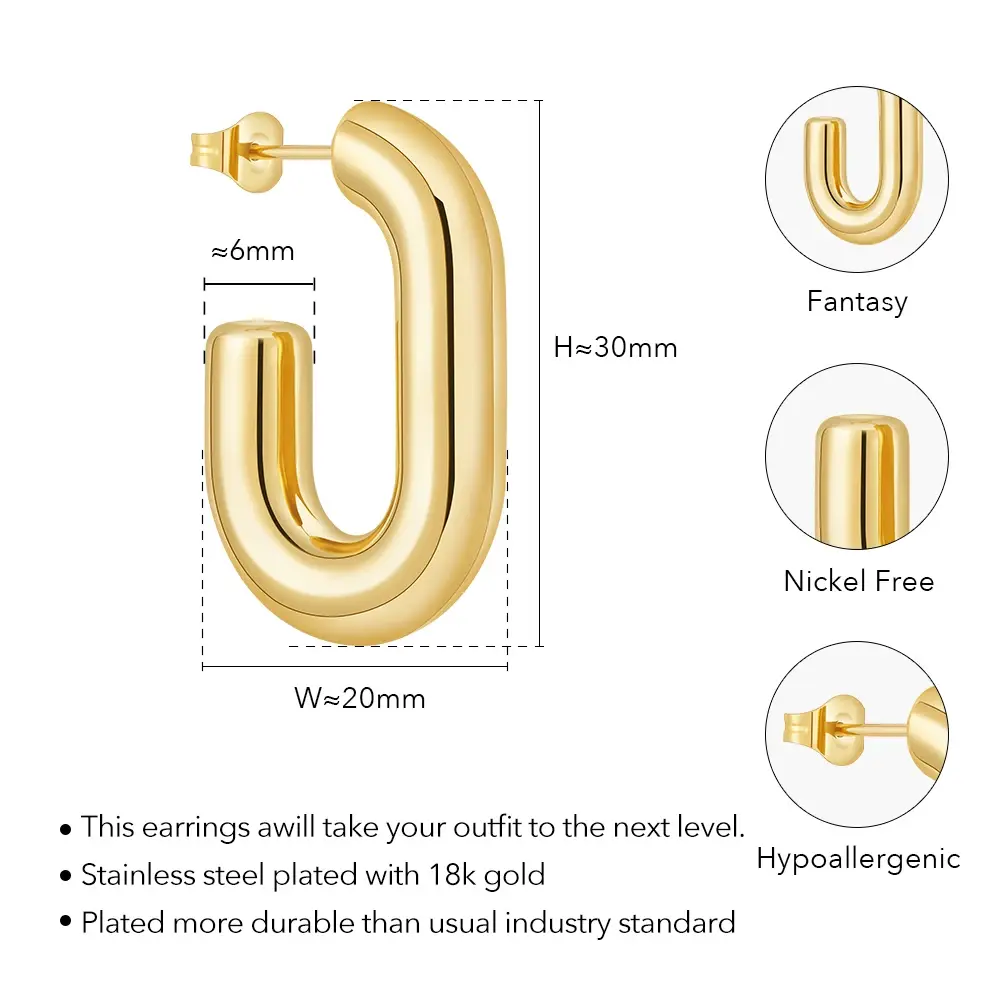 ≈6mm
H≈30mm
W≈20mm
Fantasy
Nickel Free
Hypoallergenic
• This earrings awill take your outfit to the next level.
• Stainless steel plated with 18k gold
• Plated more durable than usual industry standard